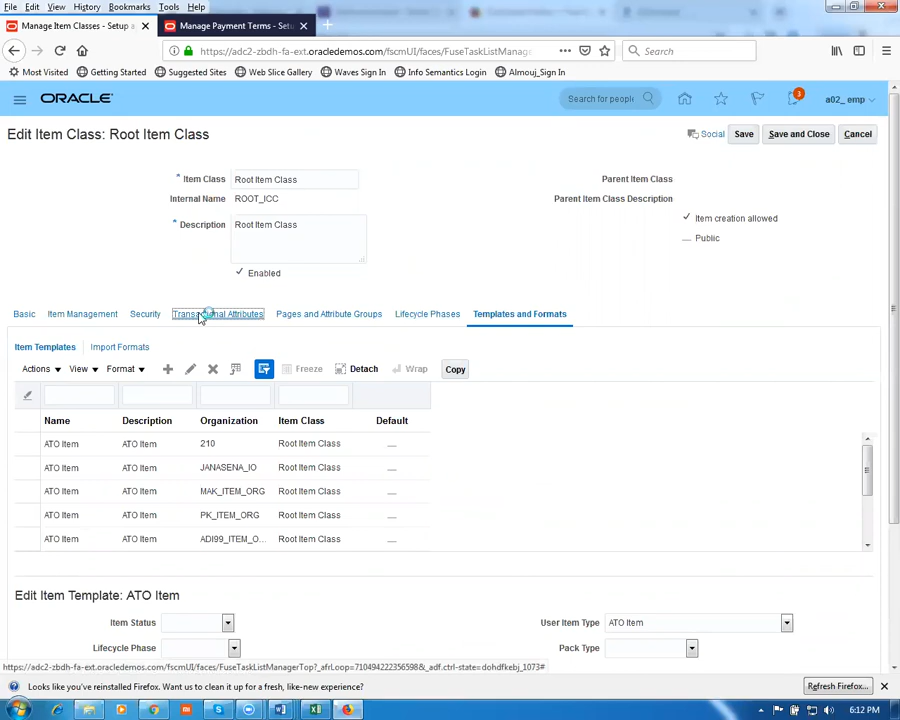 File Edit View History Bookmarks Tools Help
Manage Item Classes - Setup a
Manage Payment Terms - Setu
https://adc2-zbdh-fa-ext.oracledemos.com/fscmUI/faces/FuseTaskListManag
Search
Most Visited Getting Started Suggested Sites Web Slice Gallery Waves Sign In Info Semantics Login Almouj_Sign In
ORACLE
Search for people
3
a02_ emp
Edit Item Class: Root Item Class
Social Save Save and Close Cancel
* Item Class Root Item Class Parent Item Class
Internal Name ROOT_ICC Parent Item Class Description
* Description Root Item Class
Item creation allowed
Public
Enabled
Basic Item Management Security Pages and Attribute Groups Lifecycle Phases Templates and Formats
Item Templates Import Formats
Actions View Format Freeze Detach Wrap Copy
Name Description Organization Item Class Default
ATO Item ATO Item 210 Root Item Class
ATO Item ATO Item JANASENA_IO Root Item Class
ATO Item ATO Item MAK_ITEM_ORG Root Item Class
ATO Item ATO Item PK_ITEM_ORG Root Item Class
ATO Item ATO Item ADI99_ITEM_O... Root Item Class
Edit Item Template: ATO Item
Item Status User Item Type ATO Item
Lifecycle Phase Pack Type
https://adc2-zbdh-fa-ext.oracledemos.com/fscmUI/faces/FuseTaskListManagerTop?_afrLoop=710494222356598&_adf.ctrl-state=dohdfkebj_1073#
Looks like you've reinstalled Firefox. Want us to clean it up for a fresh, like-new experience?
Refresh Firefox...
6:12 PM